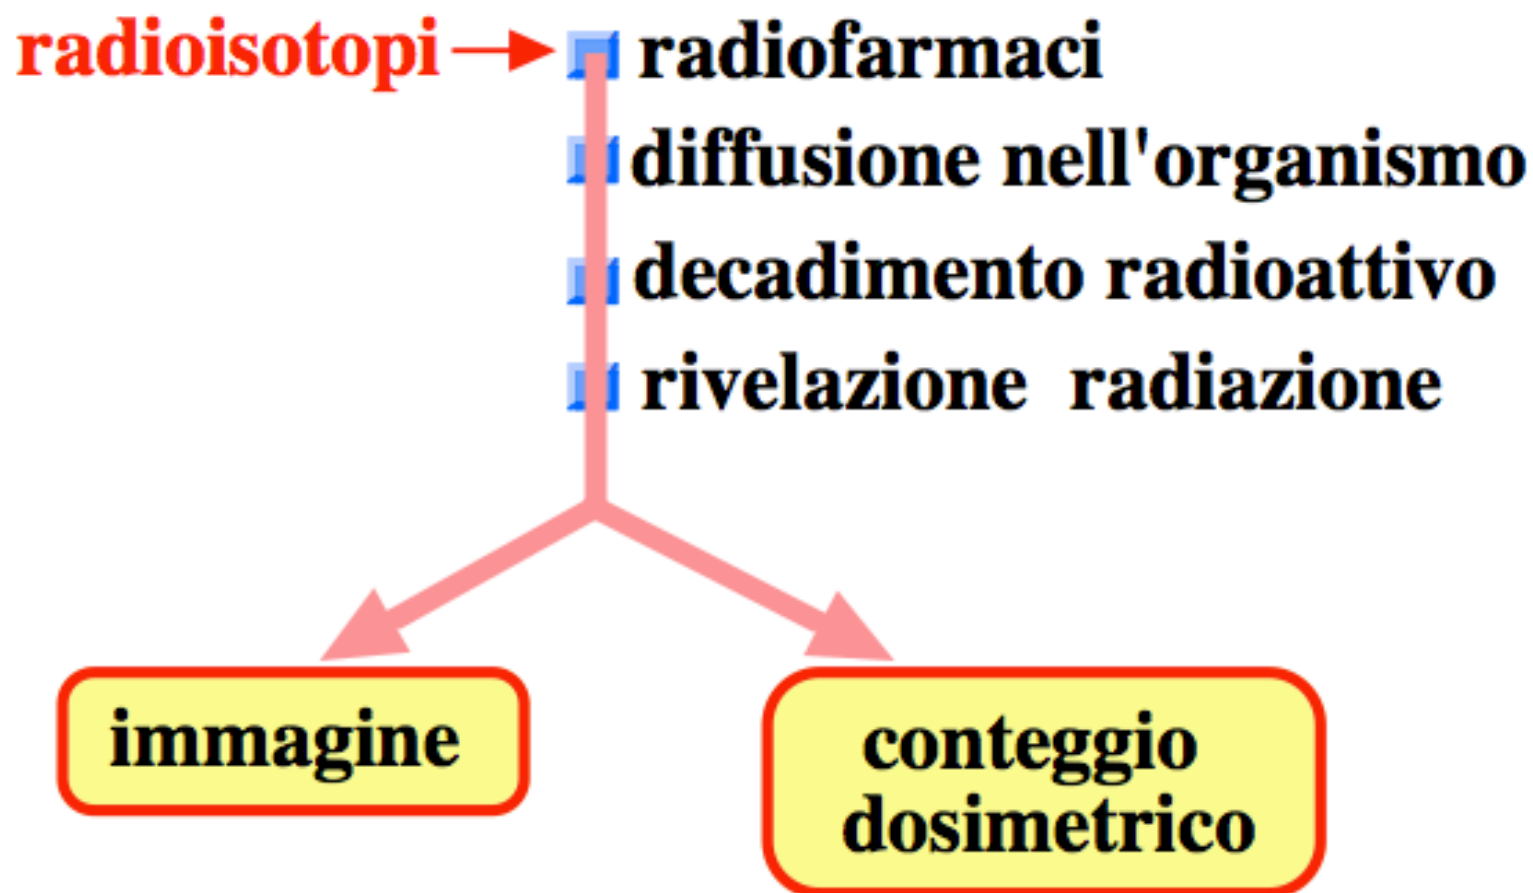 radioisotopi radiofarmaci
diffusione nell'organismo
decadimento radioattivo
rivelazione radiazione
immagine
conteggio
dosimetrico